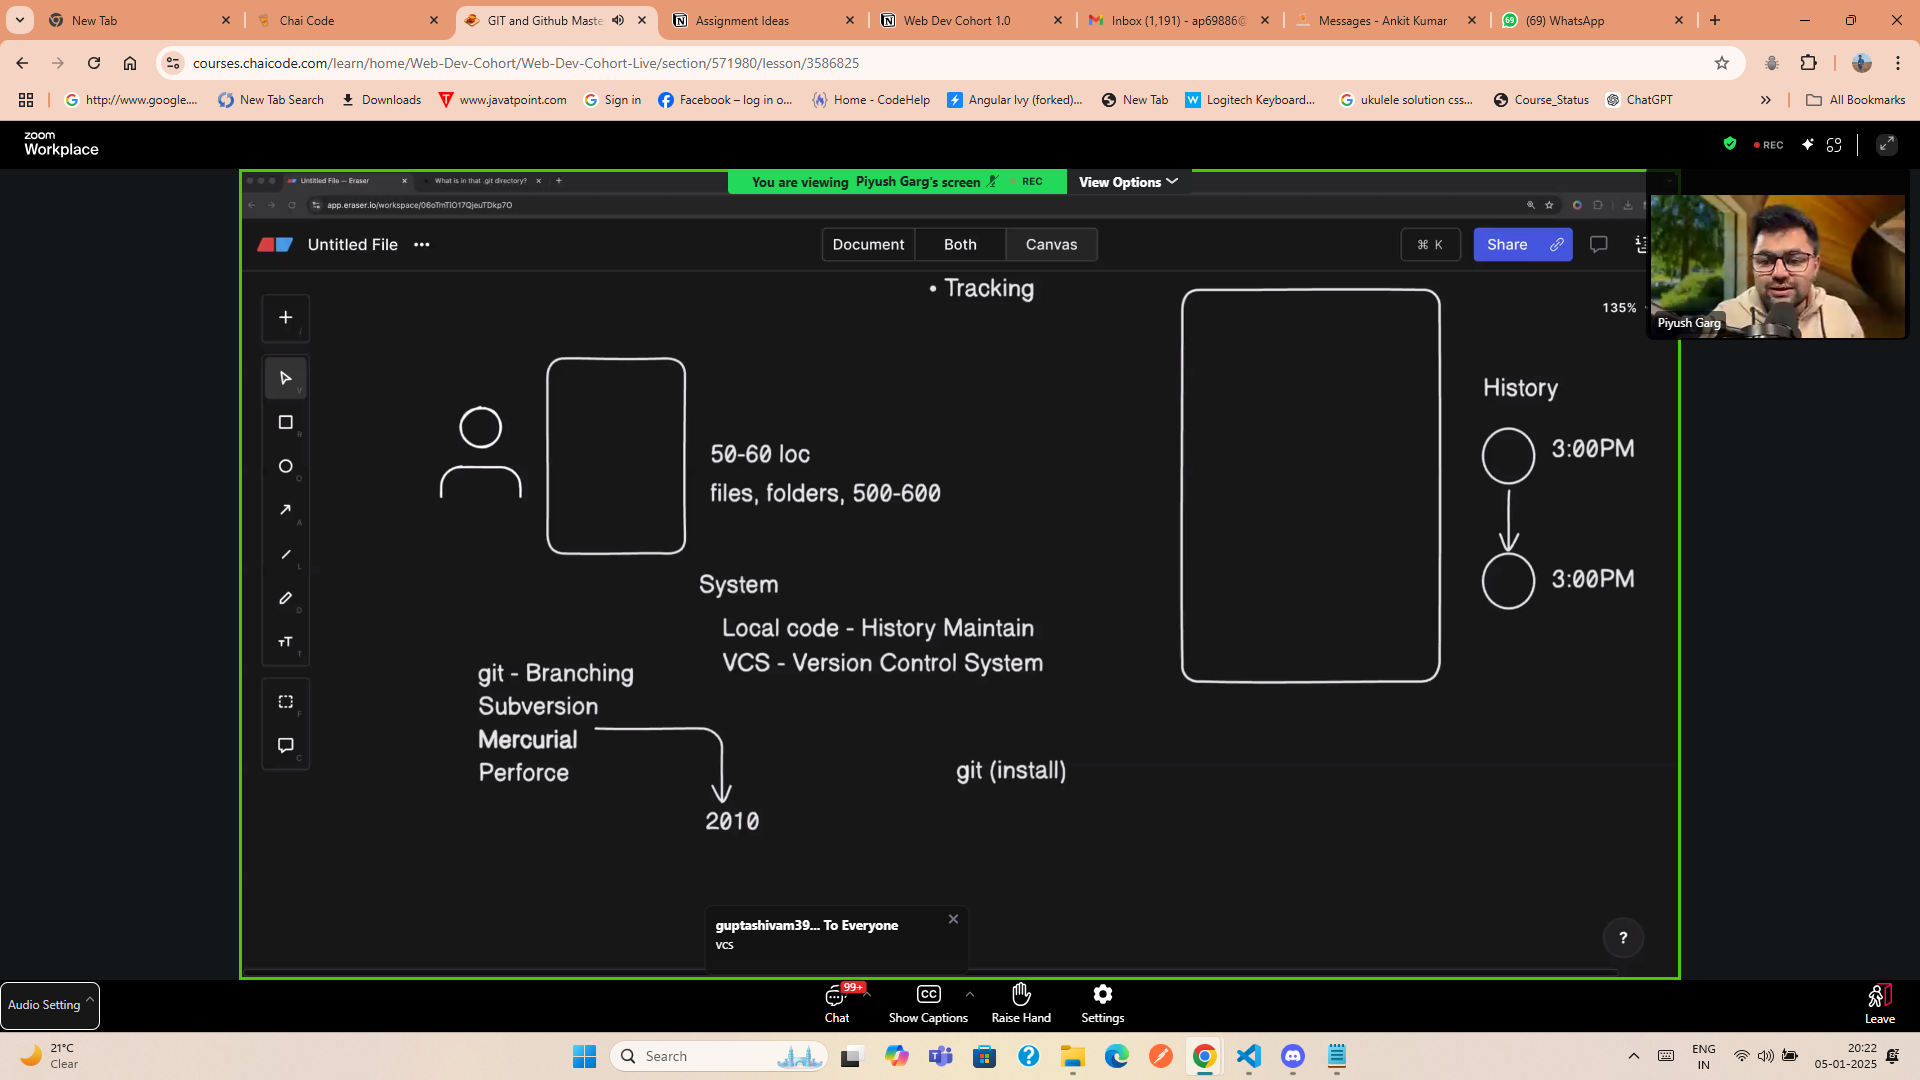 New Tab
Chai Code
GIT and Github Maste
Assignment Ideas
Web Dev Cohort 1.0
Inbox (1,191) - ap69886@
Messages - Ankit Kumar
69
(69) WhatsApp
courses.chaicode.com/learn/home/Web-Dev-Cohort/Web-Dev-Cohort-Live/section/571980/lesson/3586825
http://www.google....
New Tab Search
Downloads
www.javatpoint.com
Sign in
Facebook – log in o...
Home - CodeHelp
Angular Ivy (forked)...
New Tab
Logitech Keyboard...
ukulele solution css...
Course_Status
ChatGPT
All Bookmarks
zoom
Workplace
REC
Untitled File — Eraser
What is in that .git directory?
You are viewing Piyush Garg's screen
REC
View Options
app.eraser.io/workspace/06oTmTiO17QjeuTDkp7O
Untitled File
Document
Both
Canvas
⌘ K
Share
Piyush Garg
135%
• Tracking
50-60 loc
files, folders, 500-600
System
Local code - History Maintain
VCS - Version Control System
git - Branching
Subversion
Mercurial
Perforce
2010
git (install)
History
3:00PM
3:00PM
guptashivam39... To Everyone
vcs
?
Audio Setting
99+
Chat
CC
Show Captions
Raise Hand
Settings
Leave
21°C
Clear
Search
ENG
IN
20:22
05-01-2025